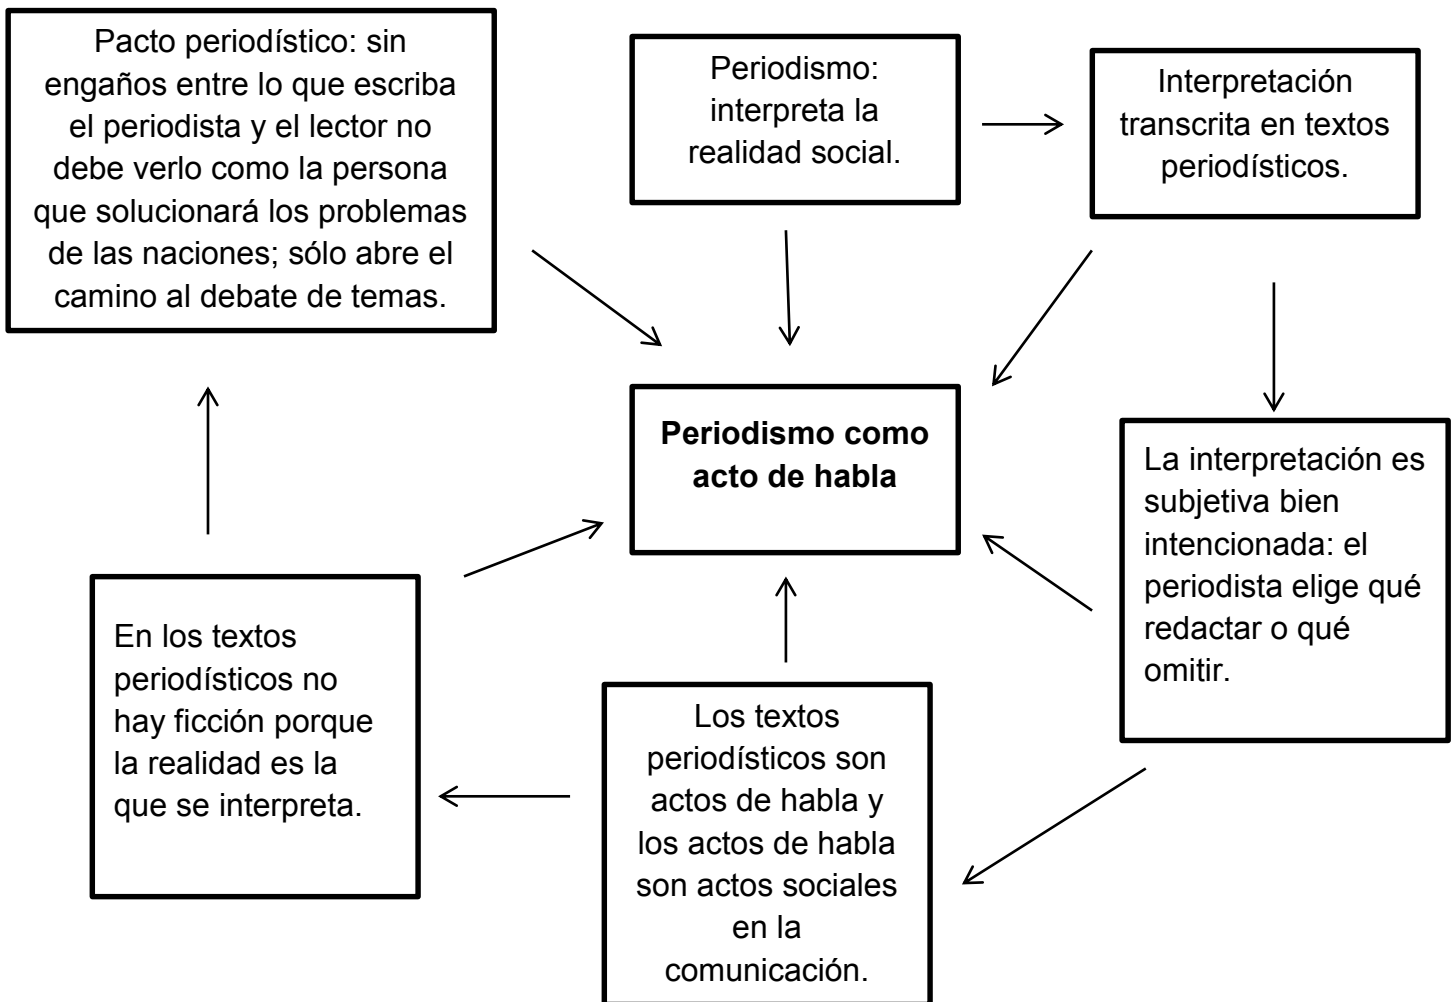 Pacto periodístico: sin
engaños entre lo que escriba
el periodista y el lector no
debe verlo como la persona
que solucionará los problemas
de las naciones; sólo abre el
camino al debate de temas.
Periodismo:
interpreta la
realidad social.
Interpretación
transcrita en textos
periodísticos.
Periodismo como
acto de habla
La interpretación es
subjetiva bien
intencionada: el
periodista elige qué
redactar o qué
omitir.
En los textos
periodísticos no
hay ficción porque
la realidad es la
que se interpreta.
Los textos
periodísticos son
actos de habla y
los actos de habla
son actos sociales
en la
comunicación.